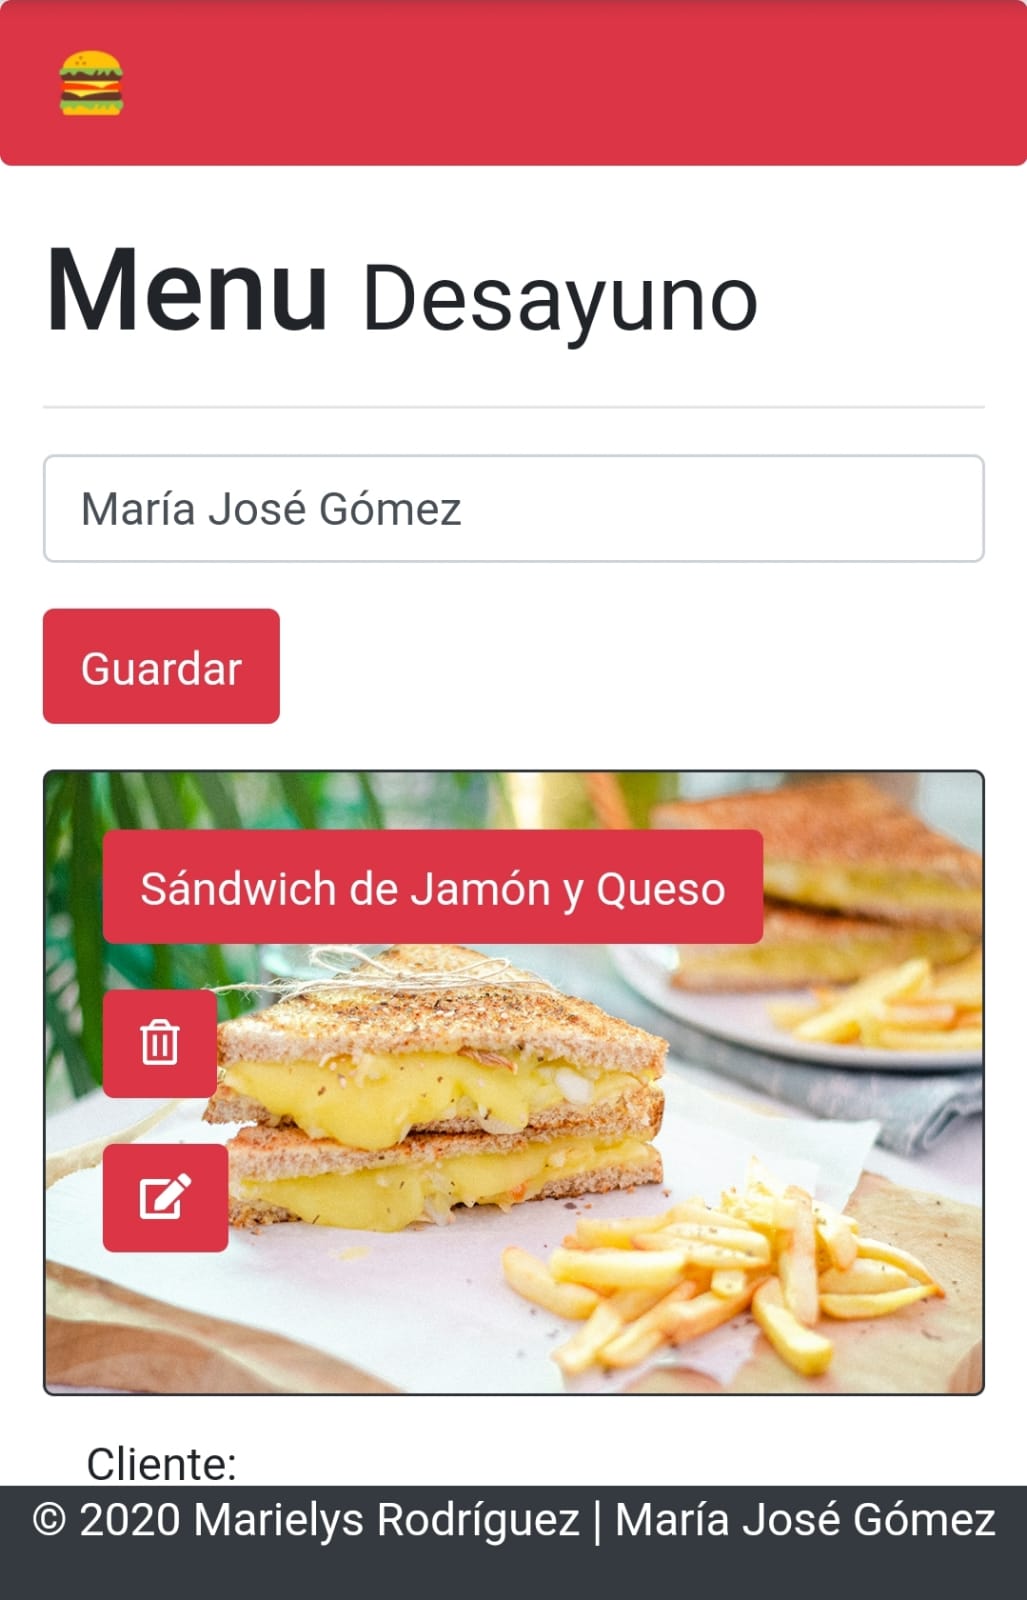 Menu Desayuno
María José Gómez
Guardar
Sándwich de Jamón y Queso
Cliente:
© 2020 Marielys Rodríguez | María José Gómez